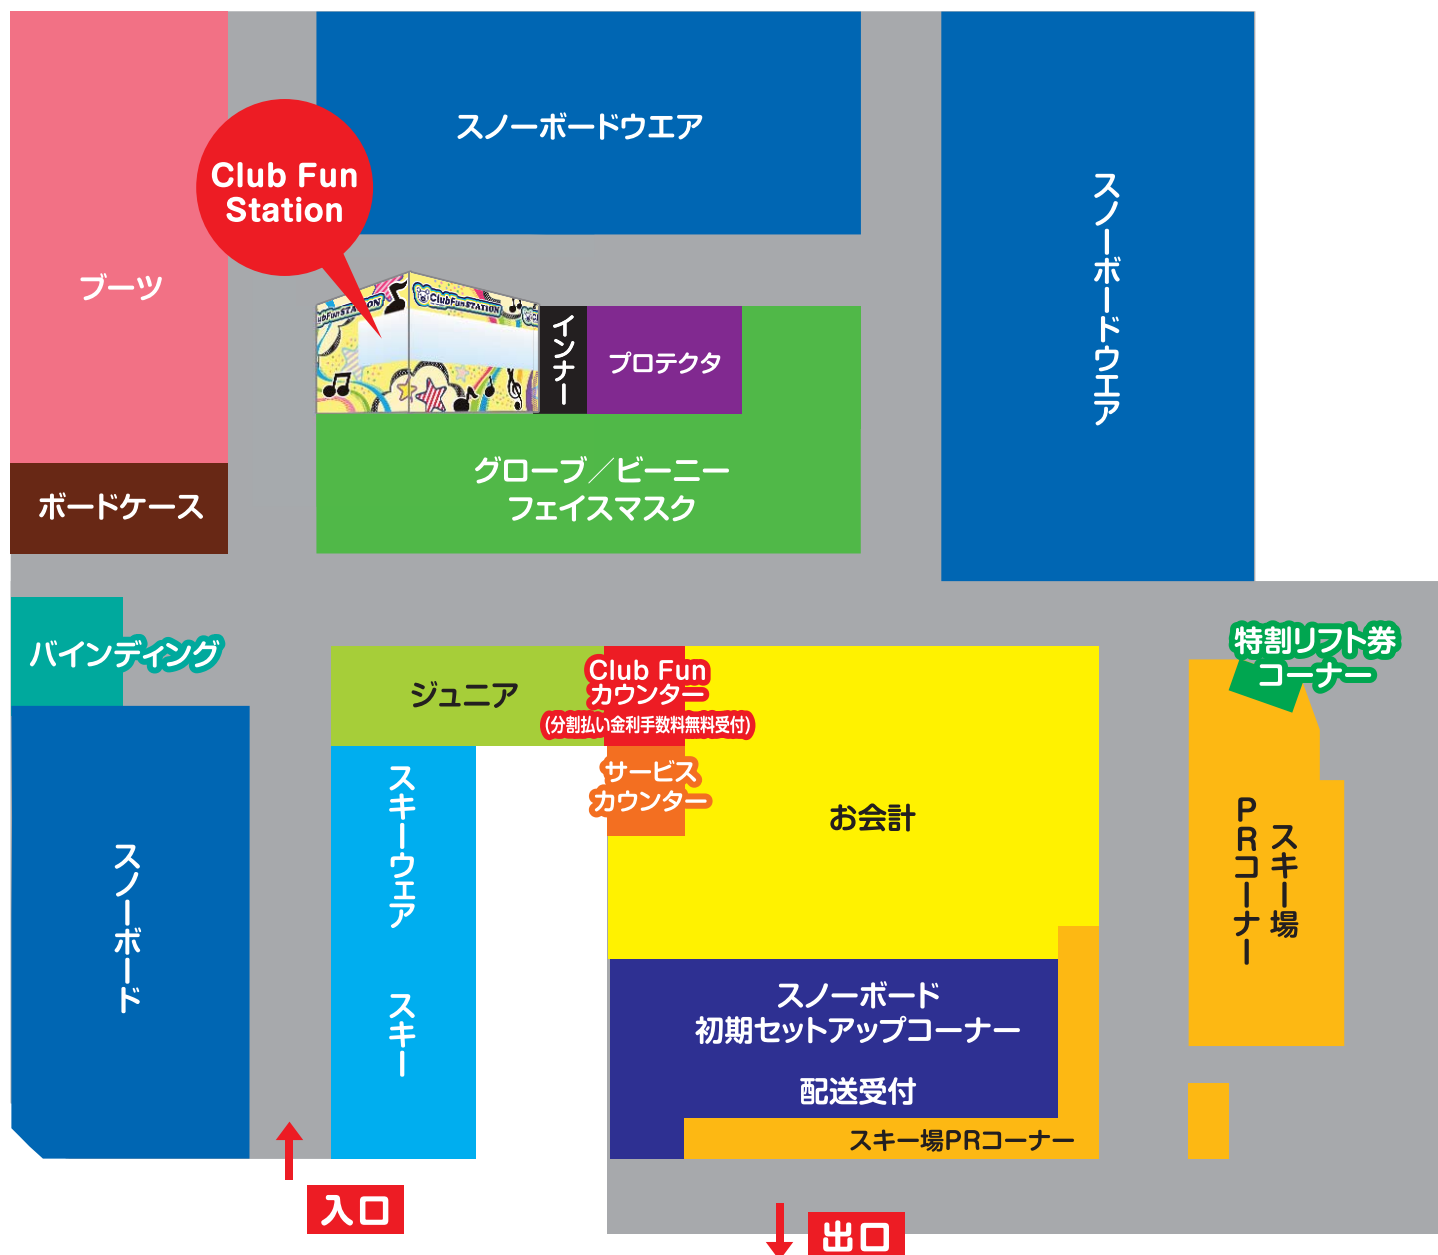 スノーボードウエア
スノーボードウエア
Club Fun
Station
ブーツ
ClubFunSTATION
ClubFunSTATION
インナー
プロテクタ
グローブ／ビーニー
フェイスマスク
ボードケース
バインディング
特割リフト券
コーナー
ジュニア
Club Fun
カウンター
(分割払い金利手数料無料受付)
サービス
カウンター
お会計
スキーウェア
スキー
スノーボード
スキー場
PRコーナー
スノーボード
初期セットアップコーナー
配送受付
スキー場PRコーナー
入口
出口